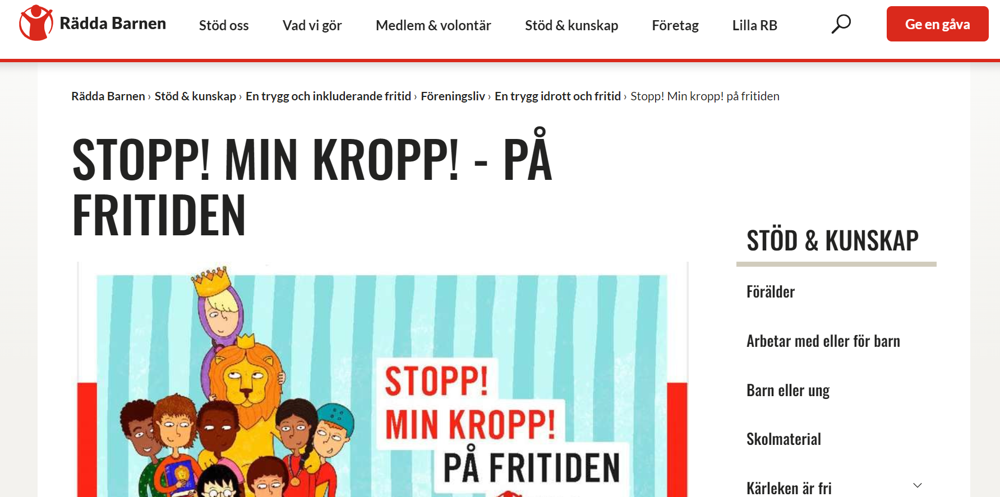 Rädda Barnen
Stöd oss
Vad vi gör
Medlem & volontär
Stöd & kunskap
Företag
Lilla RB
Ge en gåva
Rädda Barnen › Stöd & kunskap › En trygg och inkluderande fritid › Föreningsliv › En trygg idrott och fritid › Stopp! Min kropp! på fritiden
STOPP! MIN KROPP! - PÅ
FRITIDEN
STOPP!
MIN KROPP!
PÅ FRITIDEN
STÖD & KUNSKAP
Förälder
Arbetar med eller för barn
Barn eller ung
Skolmaterial
Kärleken är fri